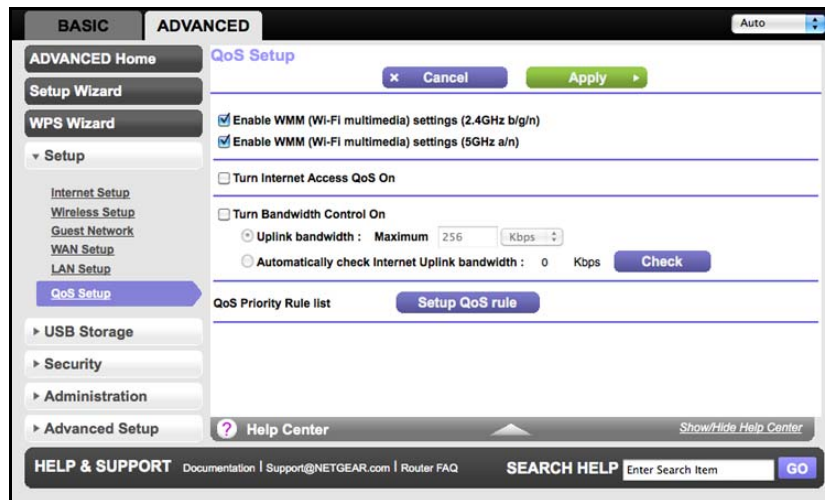 BASIC
ADVANCED
Auto
ADVANCED Home
Setup Wizard
WPS Wizard
Setup
Internet Setup
Wireless Setup
Guest Network
WAN Setup
LAN Setup
QoS Setup
USB Storage
Security
Administration
Advanced Setup
QoS Setup
x Cancel
Apply
Enable WMM (Wi-Fi multimedia) settings (2.4GHz b/g/n)
Enable WMM (Wi-Fi multimedia) settings (5GHz a/n)
Turn Internet Access QoS On
Turn Bandwidth Control On
Uplink bandwidth : Maximum 256 Kbps
Automatically check Internet Uplink bandwidth : 0 Kbps Check
QoS Priority Rule list Setup QoS rule
? Help Center Show/Hide Help Center
HELP & SUPPORT Documentation | Support@NETGEAR.com | Router FAQ SEARCH HELP Enter Search Item GO